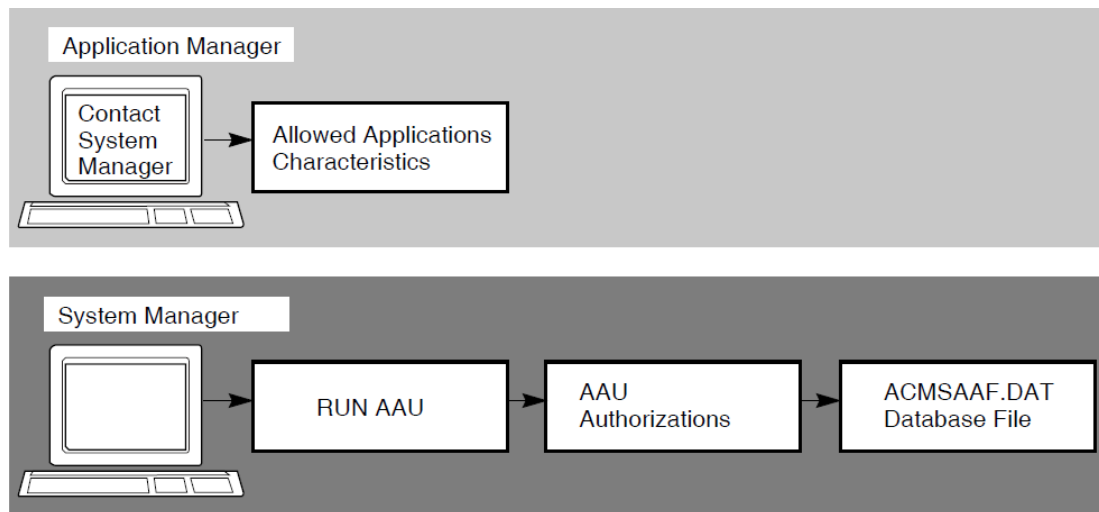 Application Manager
Contact
System
Manager
Allowed Applications
Characteristics
System Manager
RUN AAU
AAU
Authorizations
ACMSAAF.DAT
Database File